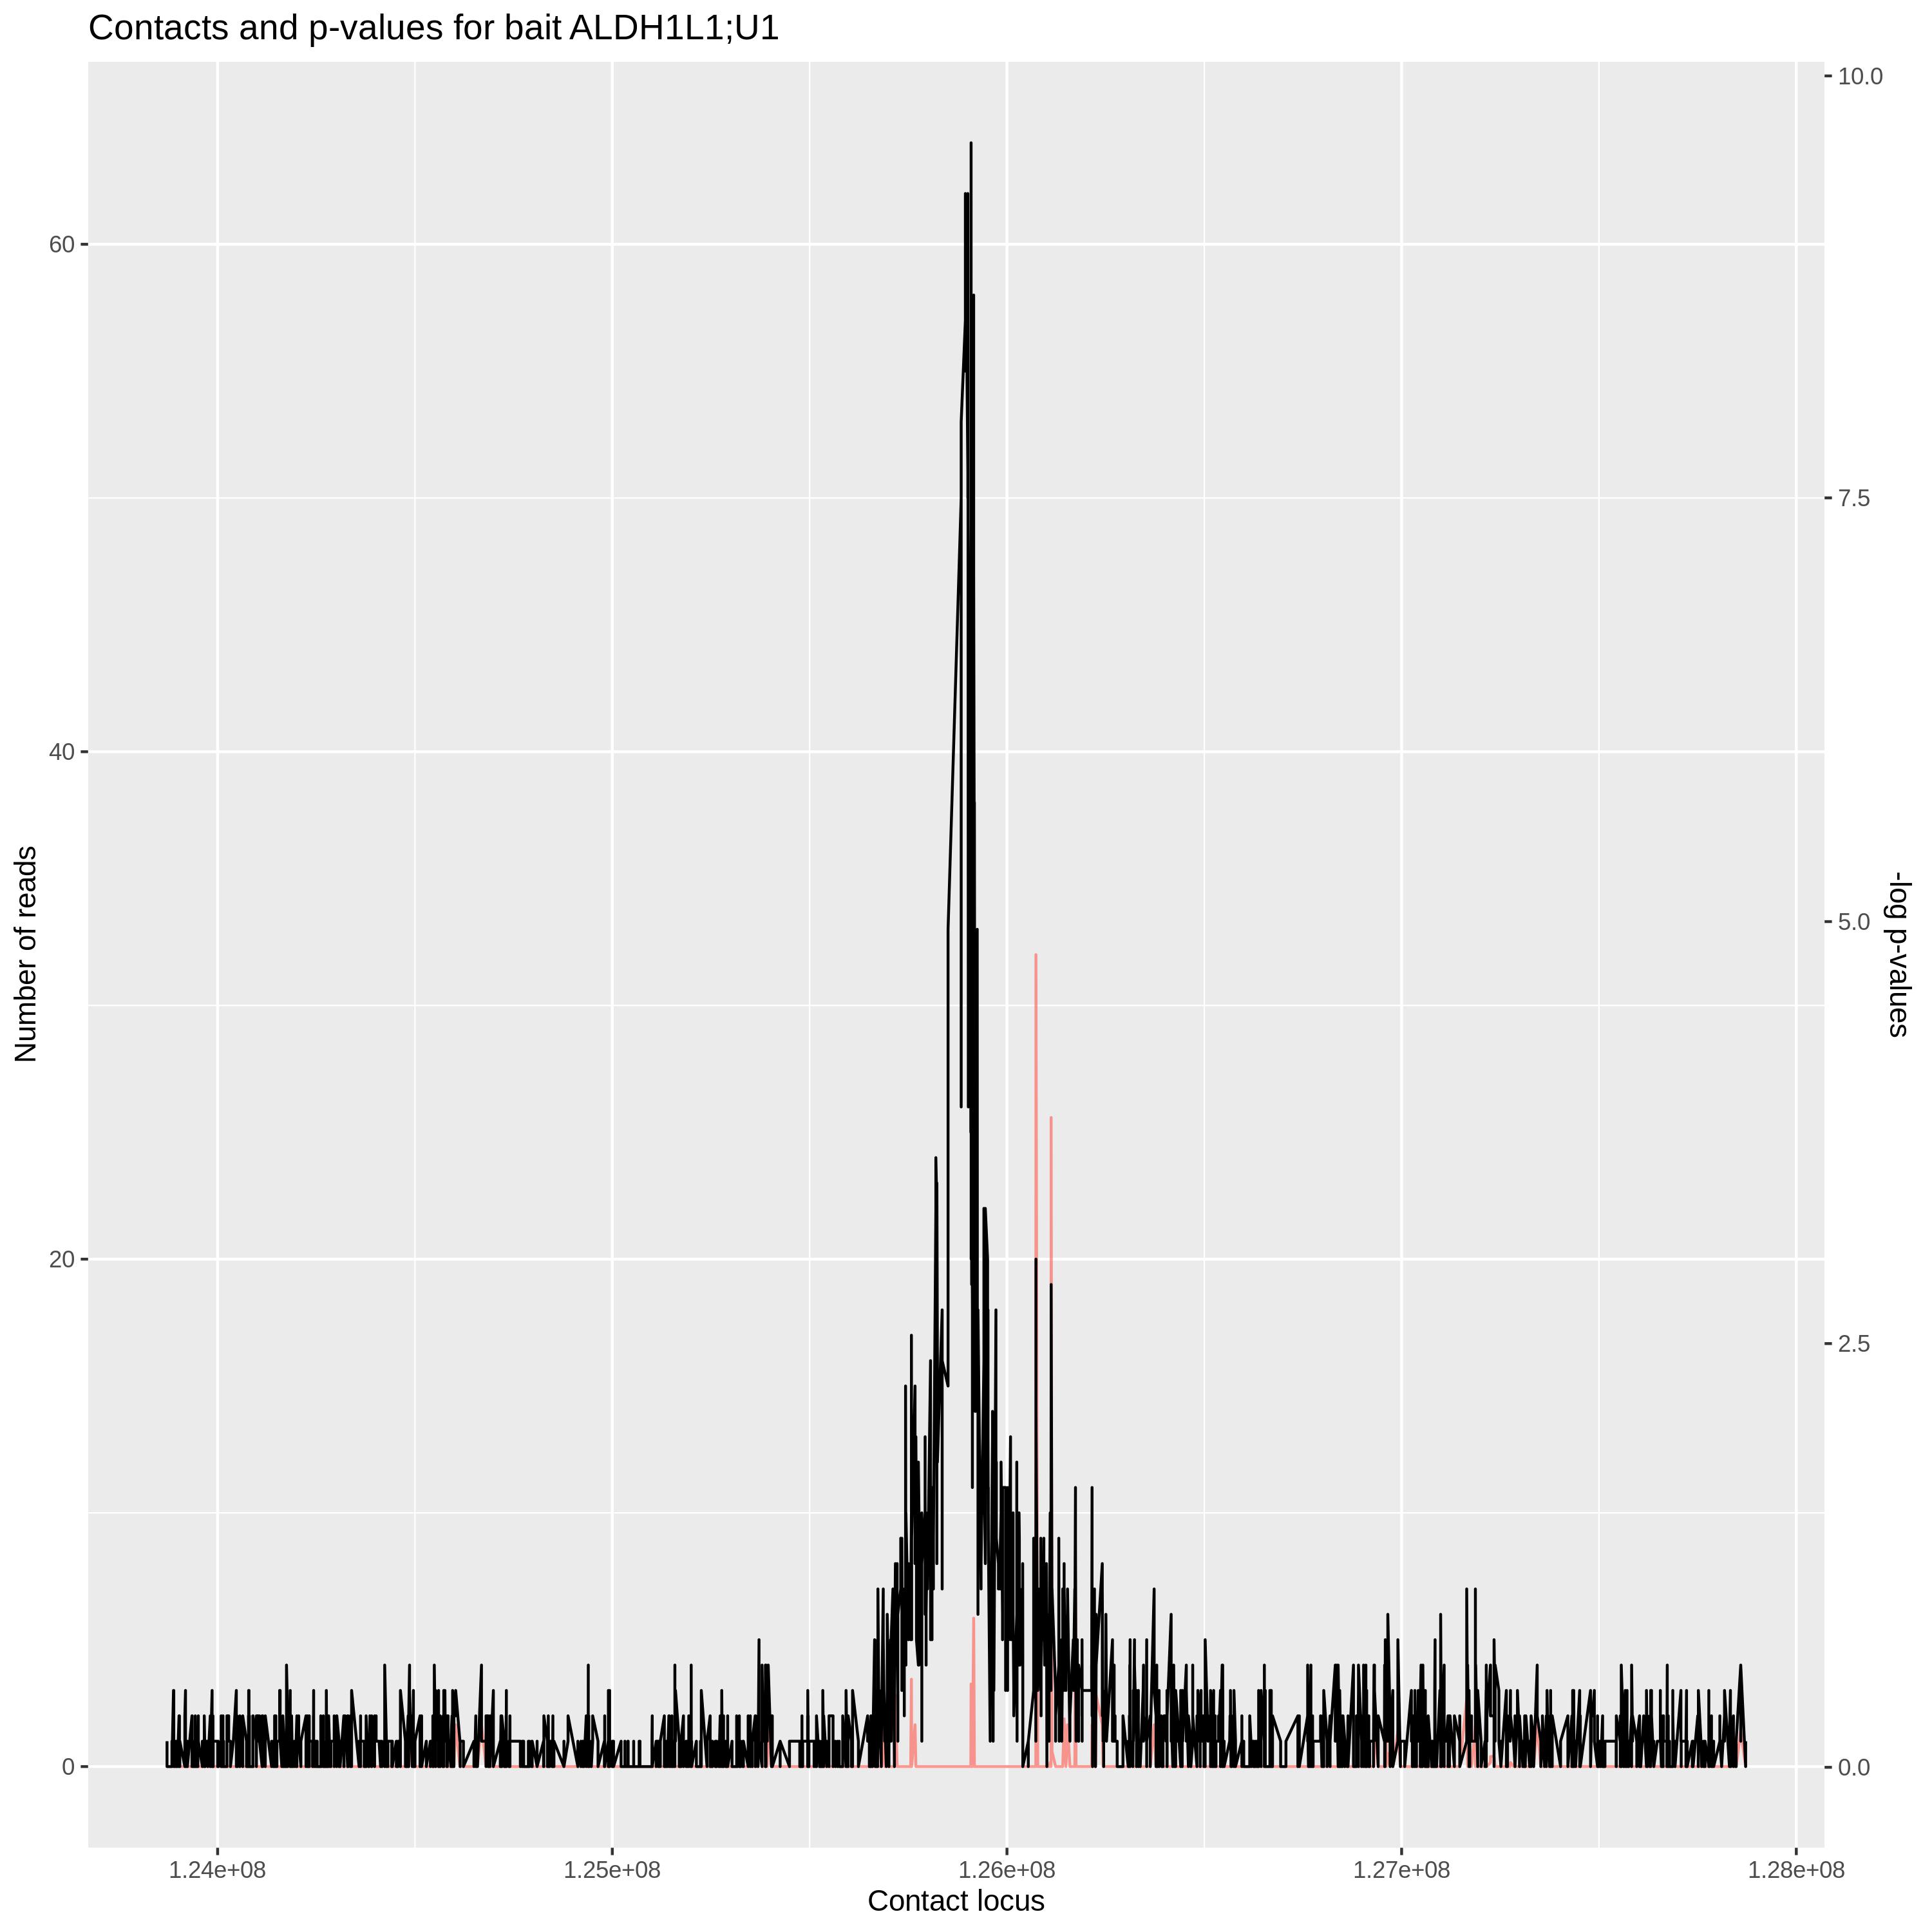 Contacts and p-values for bait ALDH1L1;U1
10.0
60
7.5
40
5.0
Number of reads
-log p-values
20
2.5
0
0.0
1.24e+08
1.25e+08
1.26e+08
1.27e+08
1.28e+08
Contact locus